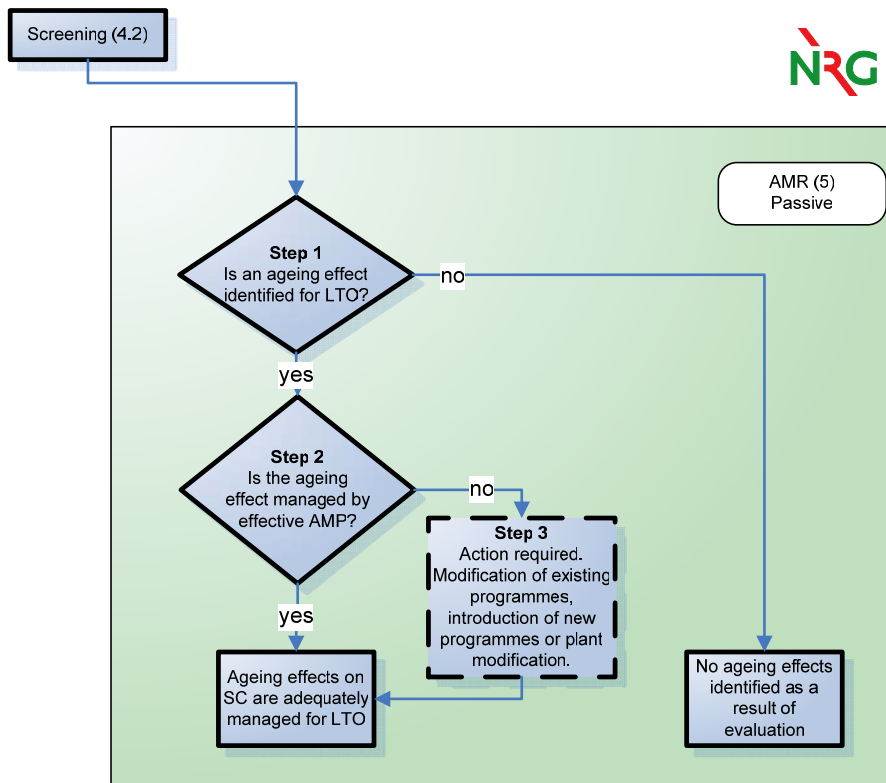 Screening (4.2)
NRG
AMR (5)
Passive
Step 1
Is an ageing effect
identified for LTO?
no
yes
Step 2
Is the ageing
effect managed by
effective AMP?
no
Step 3
Action required.
Modification of existing
programmes,
introduction of new
programmes or plant
modification.
yes
Ageing effects on
SC are adequately
managed for LTO
No ageing effects
identified as a
result of
evaluation